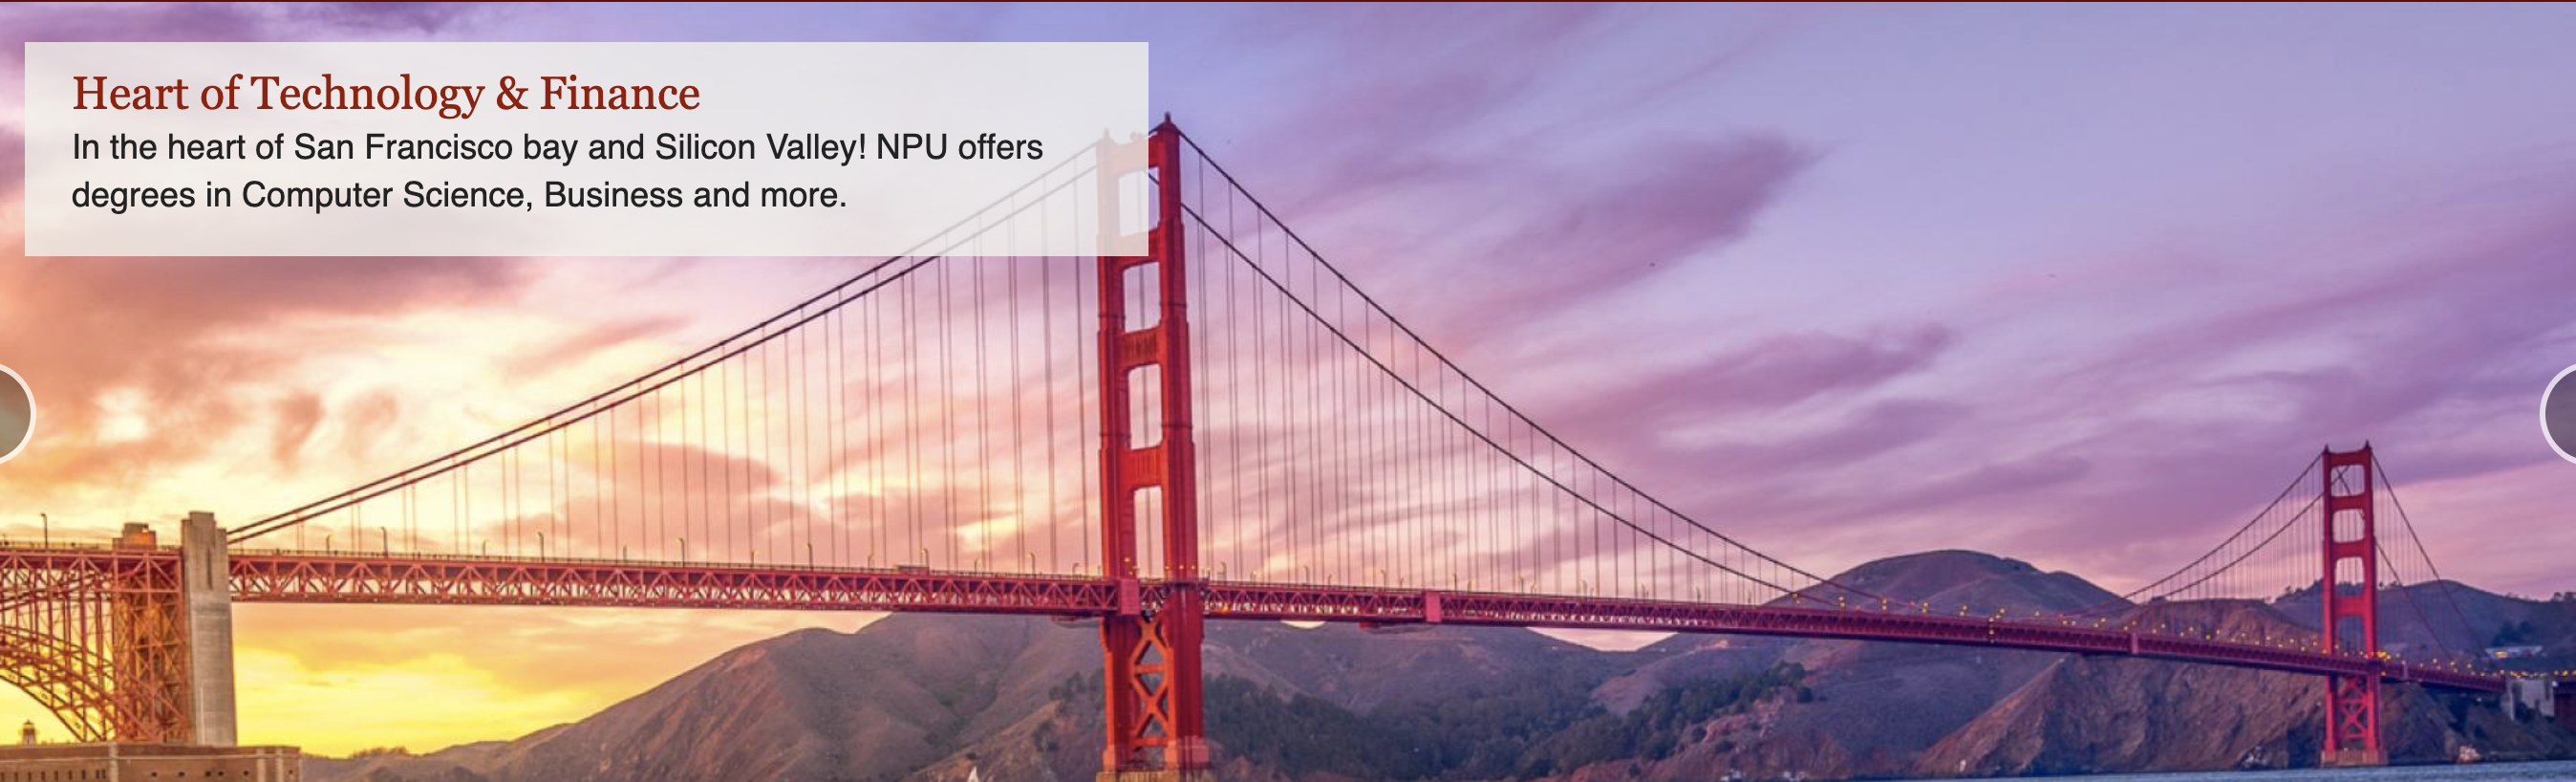 Heart of Technology & Finance
In the heart of San Francisco bay and Silicon Valley! NPU offers
degrees in Computer Science, Business and more.